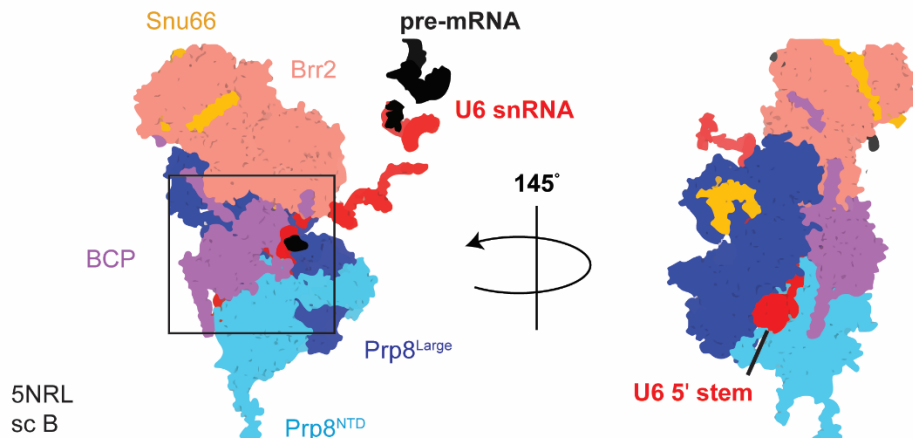 Snu66
pre-mRNA
Brr2
U6 snRNA
145°
BCP
Prp8Large
5NRL
sc B
Prp8NTD
U6 5' stem